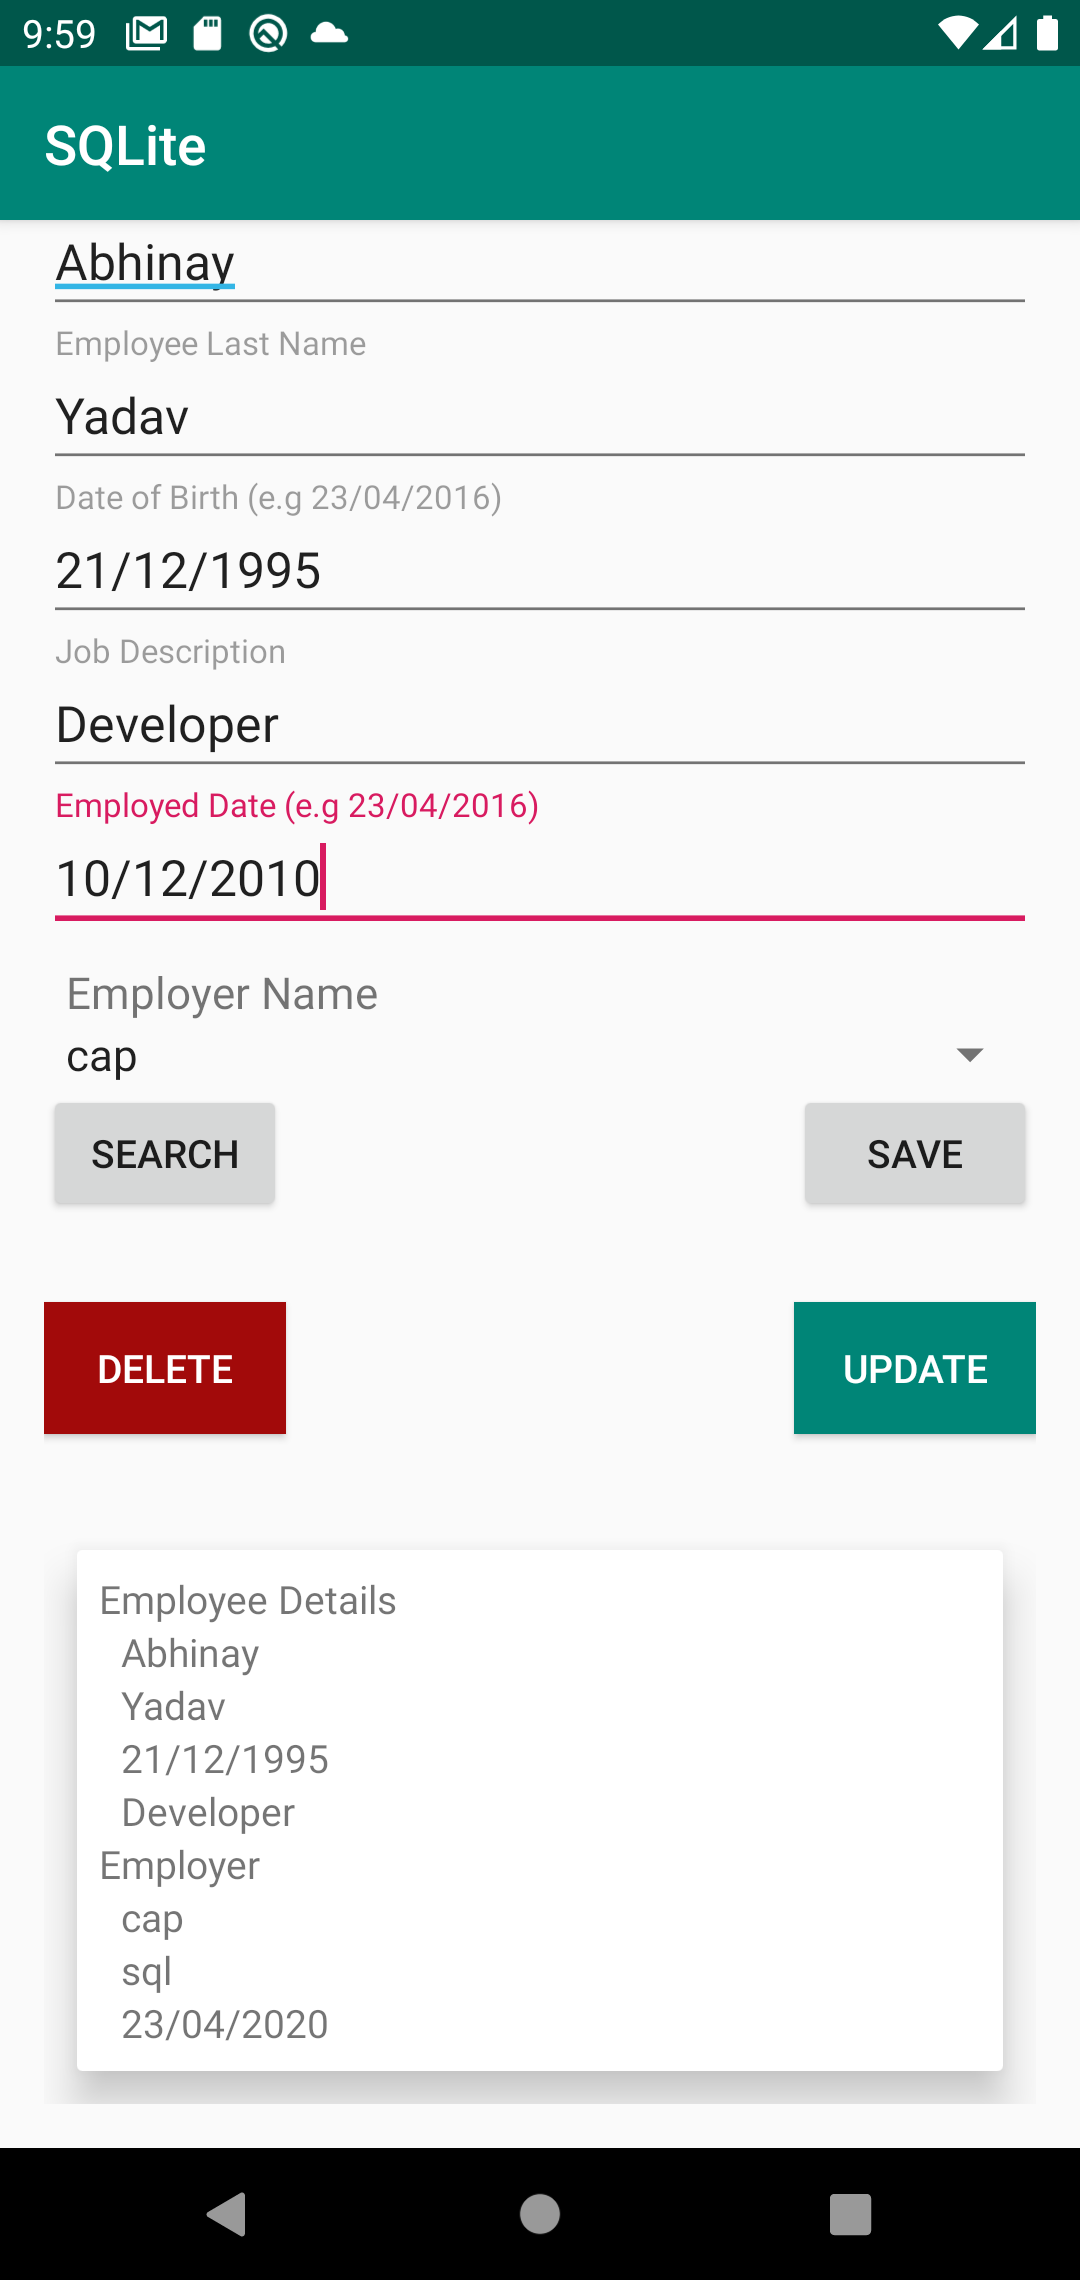 9:59
SQLite
Abhinay
Employee Last Name
Yadav
Date of Birth (e.g 23/04/2016)
21/12/1995
Job Description
Developer
Employed Date (e.g 23/04/2016)
10/12/2010
Employer Name
cap
SEARCH SAVE
DELETE UPDATE
Employee Details
Abhinay
Yadav
21/12/1995
Developer
Employer
cap
sql
23/04/2020